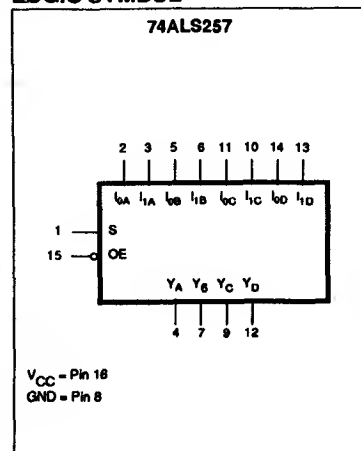 74ALS257
2 3 5 6 11 10 14 13
I0A I1A I0B I1B I0C I1C I0D I1D
1 S
15 OE
YA Y6 YC YD
4 7 9 12
VCC = Pin 16
GND = Pin 8